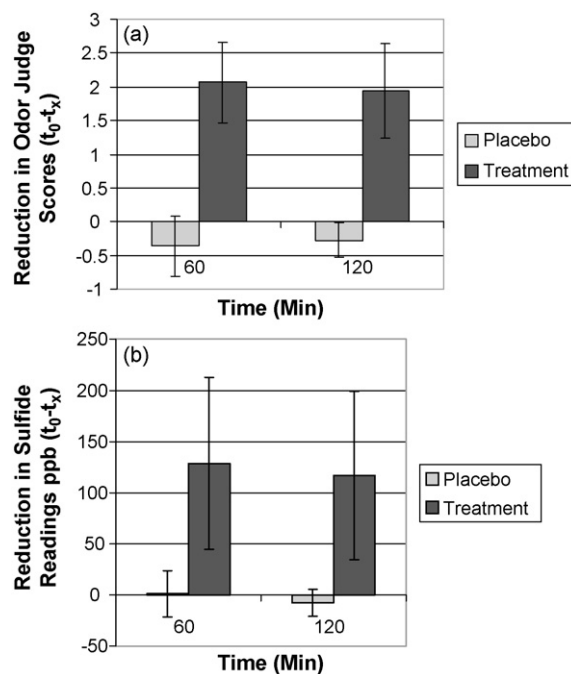 (a)
Reduction in Odor Judge
Scores (t₀-tₓ)
3
2.5
2
1.5
1
0.5
0
-0.5
-1
60
120
Time (Min)
Placebo
Treatment
(b)
Reduction in Sulfide
Readings ppb (t₀-tₓ)
250
200
150
100
50
0
-50
60
120
Time (Min)
Placebo
Treatment